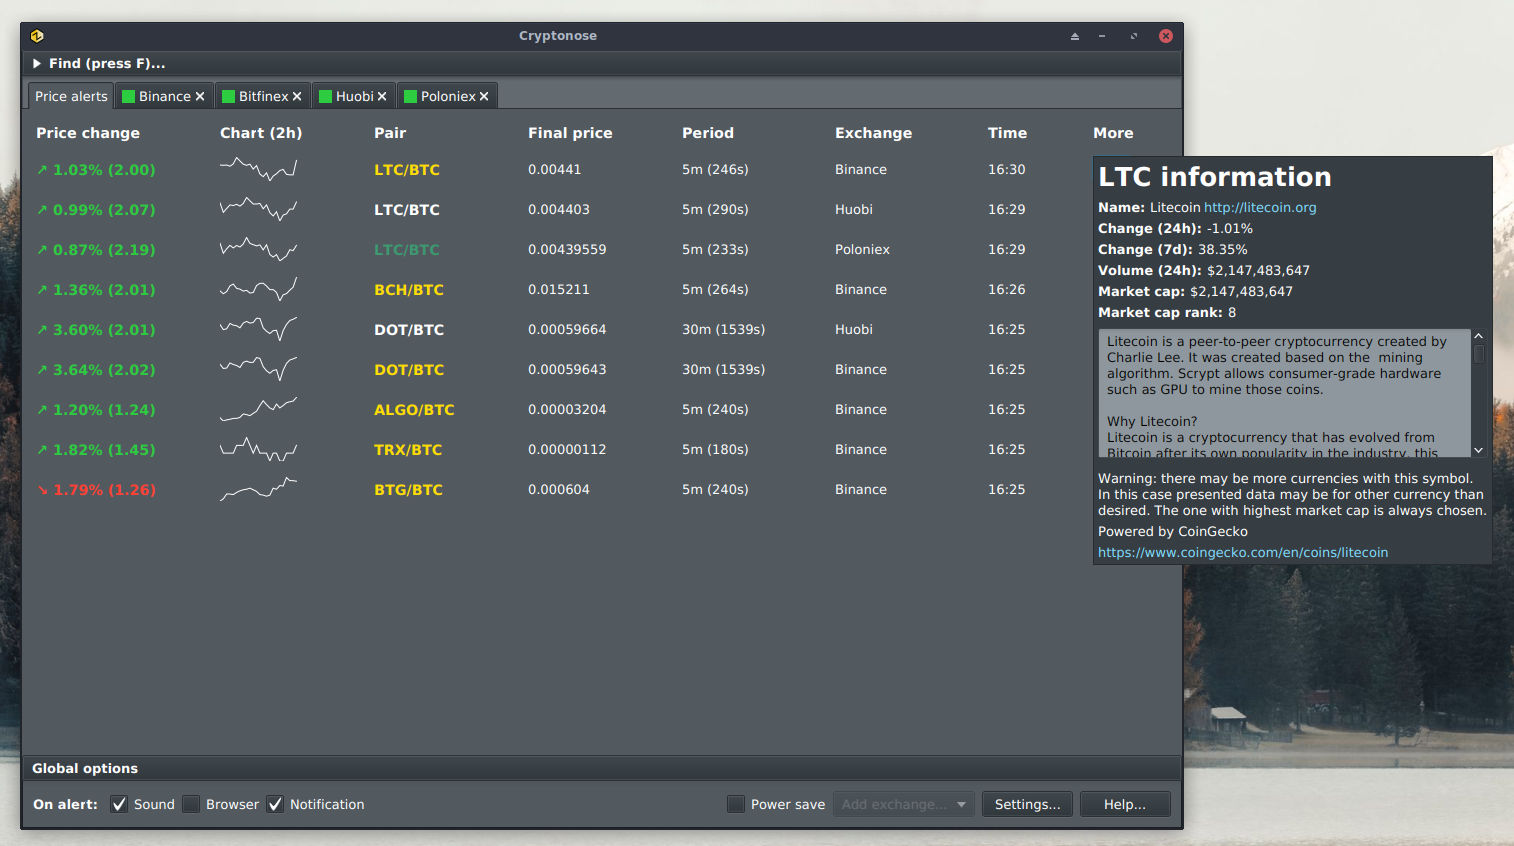 Cryptonose
Find (press F)...
Price alerts Binance Bitfinex Huobi Poloniex
Price change Chart (2h) Pair Final price Period Exchange Time More
1.03% (2.00) LTC/BTC 0.00441 5m (246s) Binance 16:30
0.99% (2.07) LTC/BTC 0.004403 5m (290s) Huobi 16:29
0.87% (2.19) LTC/BTC 0.00439559 5m (233s) Poloniex 16:29
1.36% (2.01) BCH/BTC 0.015211 5m (264s) Binance 16:26
3.60% (2.01) DOT/BTC 0.00059664 30m (1539s) Huobi 16:25
3.64% (2.02) DOT/BTC 0.00059643 30m (1539s) Binance 16:25
1.20% (1.24) ALGO/BTC 0.00003204 5m (240s) Binance 16:25
1.82% (1.45) TRX/BTC 0.00000112 5m (180s) Binance 16:25
1.79% (1.26) BTG/BTC 0.000604 5m (240s) Binance 16:25
LTC information
Name: Litecoin http://litecoin.org
Change (24h): -1.01%
Change (7d): 38.35%
Volume (24h): $2,147,483,647
Market cap: $2,147,483,647
Market cap rank: 8
Litecoin is a peer-to-peer cryptocurrency created by
Charlie Lee. It was created based on the mining
algorithm. Scrypt allows consumer-grade hardware
such as GPU to mine those coins.
Why Litecoin?
Litecoin is a cryptocurrency that has evolved from
Bitcoin after its own popularity in the industry, this
Warning: there may be more currencies with this symbol.
In this case presented data may be for other currency than
desired. The one with highest market cap is always chosen.
Powered by CoinGecko
https://www.coingecko.com/en/coins/litecoin
Global options
On alert: Sound Browser Notification Power save Add exchange... Settings... Help...